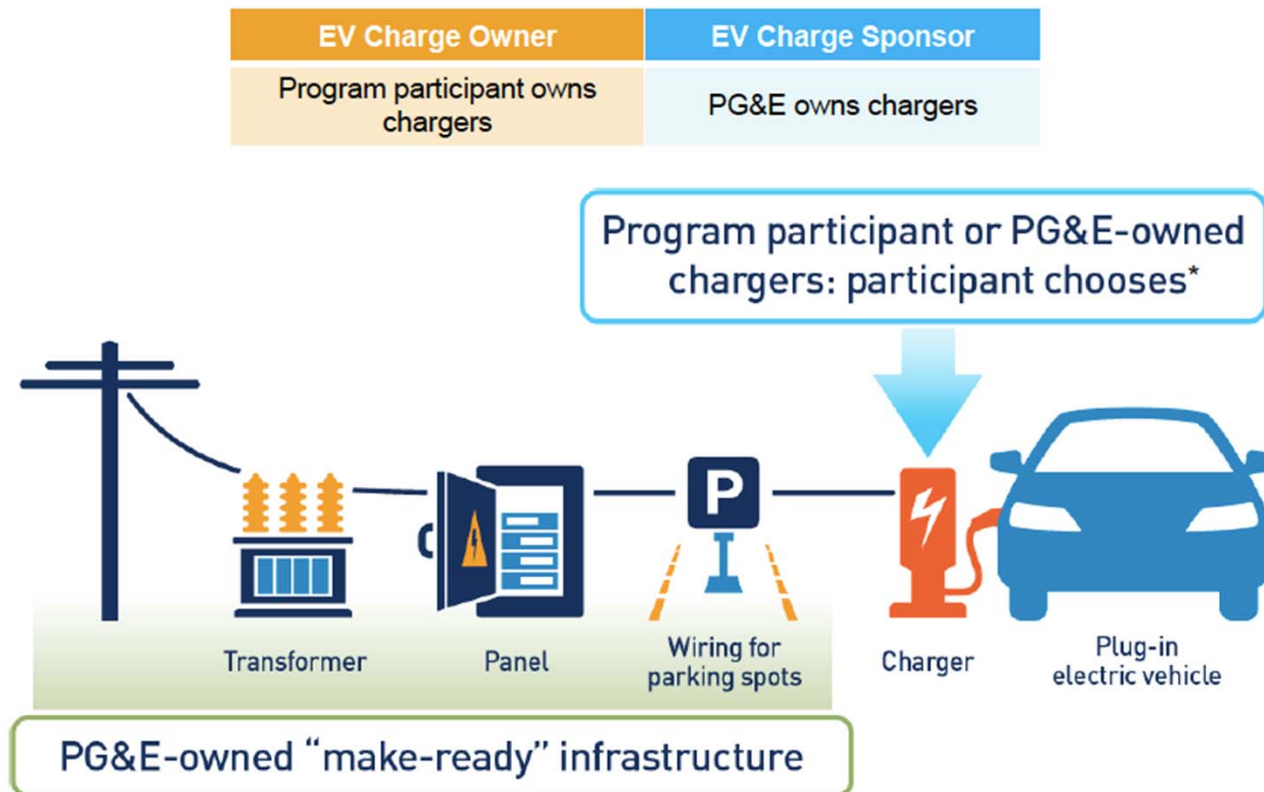 EV Charge Owner
EV Charge Sponsor
Program participant owns
chargers
PG&E owns chargers
Program participant or PG&E-owned
chargers: participant chooses*
P
Transformer
Panel
Wiring for
parking spots
Charger
Plug-in
electric vehicle
PG&E-owned “make-ready” infrastructure